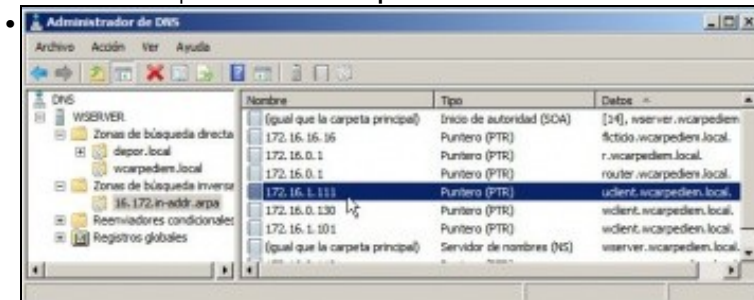 Administrador de DNS
Archivo Acción Ver Ayuda
DNS
WSERVER
Zonas de búsqueda directa
depor.local
wcarpediem.local
Zonas de búsqueda inversa
16.172.in-addr.arpa
Reenviadores condicionales
Registros globales
Nombre Tipo Datos
(igual que la carpeta principal) Inicio de autoridad (SOA) [14], wserver.wcarpediem
172.16.16.16 Puntero (PTR) ficticio.wcarpediem.local.
172.16.0.1 Puntero (PTR) r.wcarpediem.local.
172.16.0.1 Puntero (PTR) router.wcarpediem.local.
172.16.1.111 Puntero (PTR) uclient.wcarpediem.local.
172.16.0.130 Puntero (PTR) wclient.wcarpediem.local.
172.16.1.101 Puntero (PTR) wclient.wcarpediem.local.
(igual que la carpeta principal) Servidor de nombres (NS) wserver.wcarpediem.local.